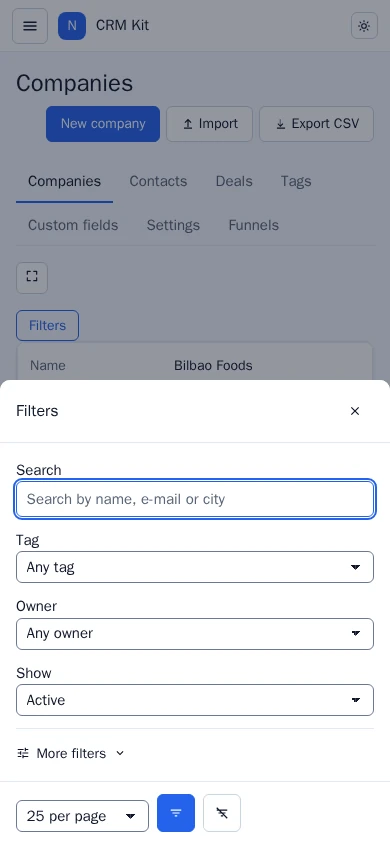 N CRM Kit
Companies
New company Import Export CSV
Companies Contacts Deals Tags
Custom fields Settings Funnels
Filters
Name Bilbao Foods
Filters
Search
Search by name, e-mail or city
Tag
Any tag
Owner
Any owner
Show
Active
More filters
25 per page